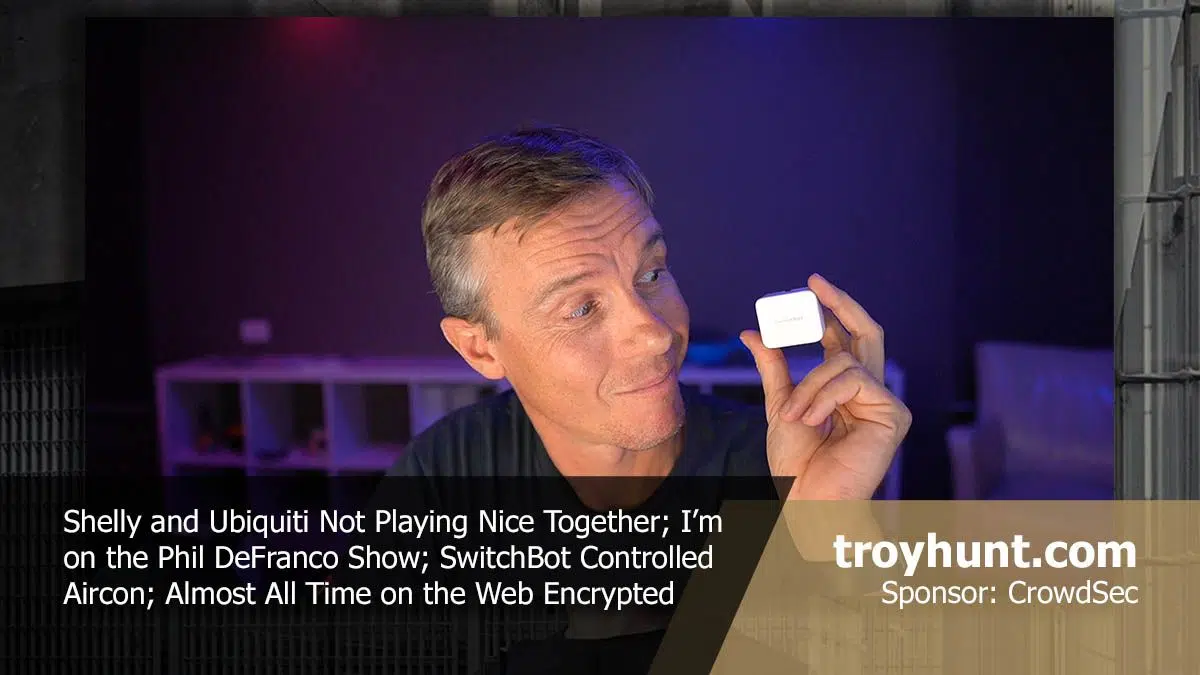 Shelly and Ubiquiti Not Playing Nice Together; I’m
on the Phil DeFranco Show; SwitchBot Controlled
Aircon; Almost All Time on the Web Encrypted
troyhunt.com
Sponsor: CrowdSec